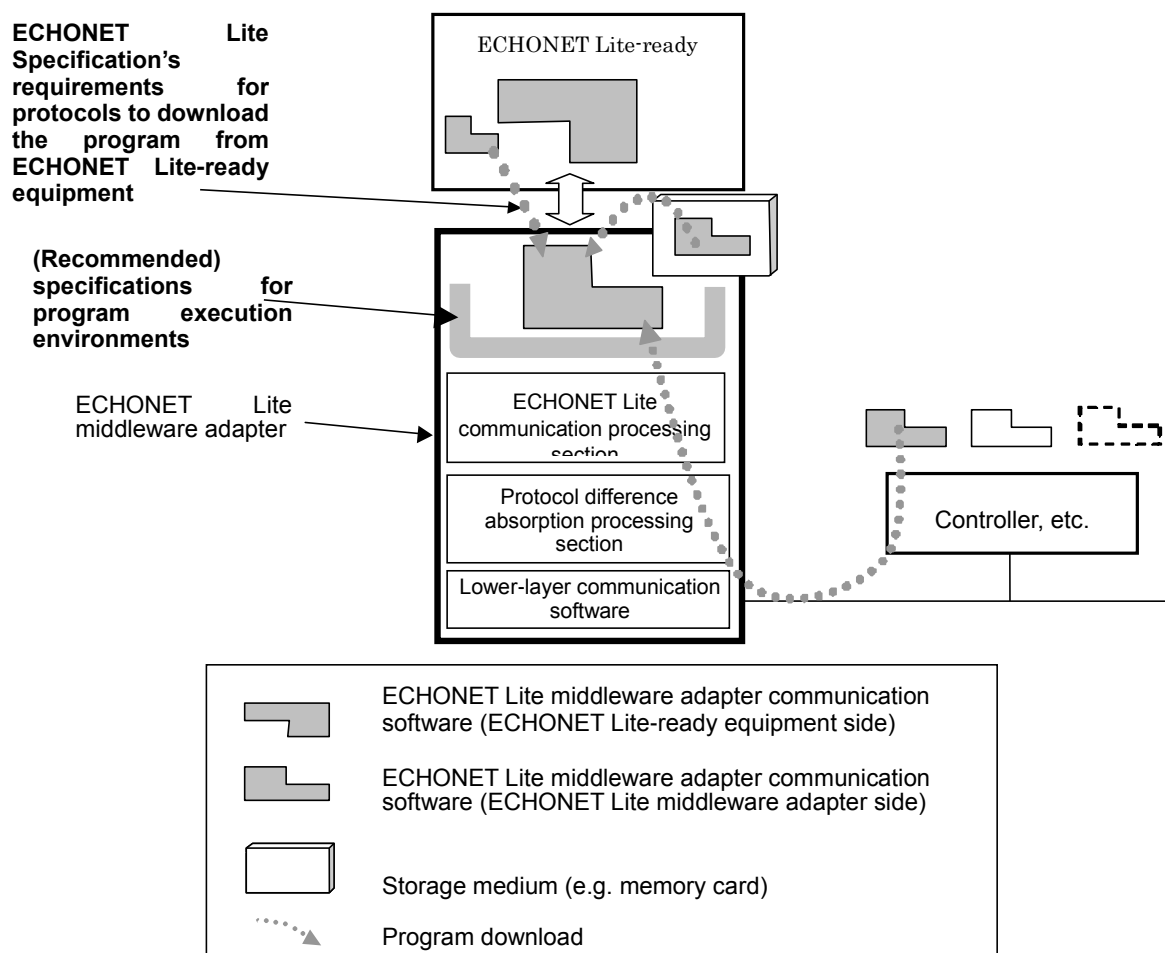 ECHONET Lite
Specification's
requirements for
protocols to download
the program from
ECHONET Lite-ready
equipment
ECHONET Lite-ready
(Recommended)
specifications for
program execution
environments
ECHONET Lite
middleware adapter
ECHONET Lite
communication processing
section
Protocol difference
absorption processing
section
Lower-layer communication
software
Controller, etc.
ECHONET Lite middleware adapter communication
software (ECHONET Lite-ready equipment side)
ECHONET Lite middleware adapter communication
software (ECHONET Lite middleware adapter side)
Storage medium (e.g. memory card)
Program download